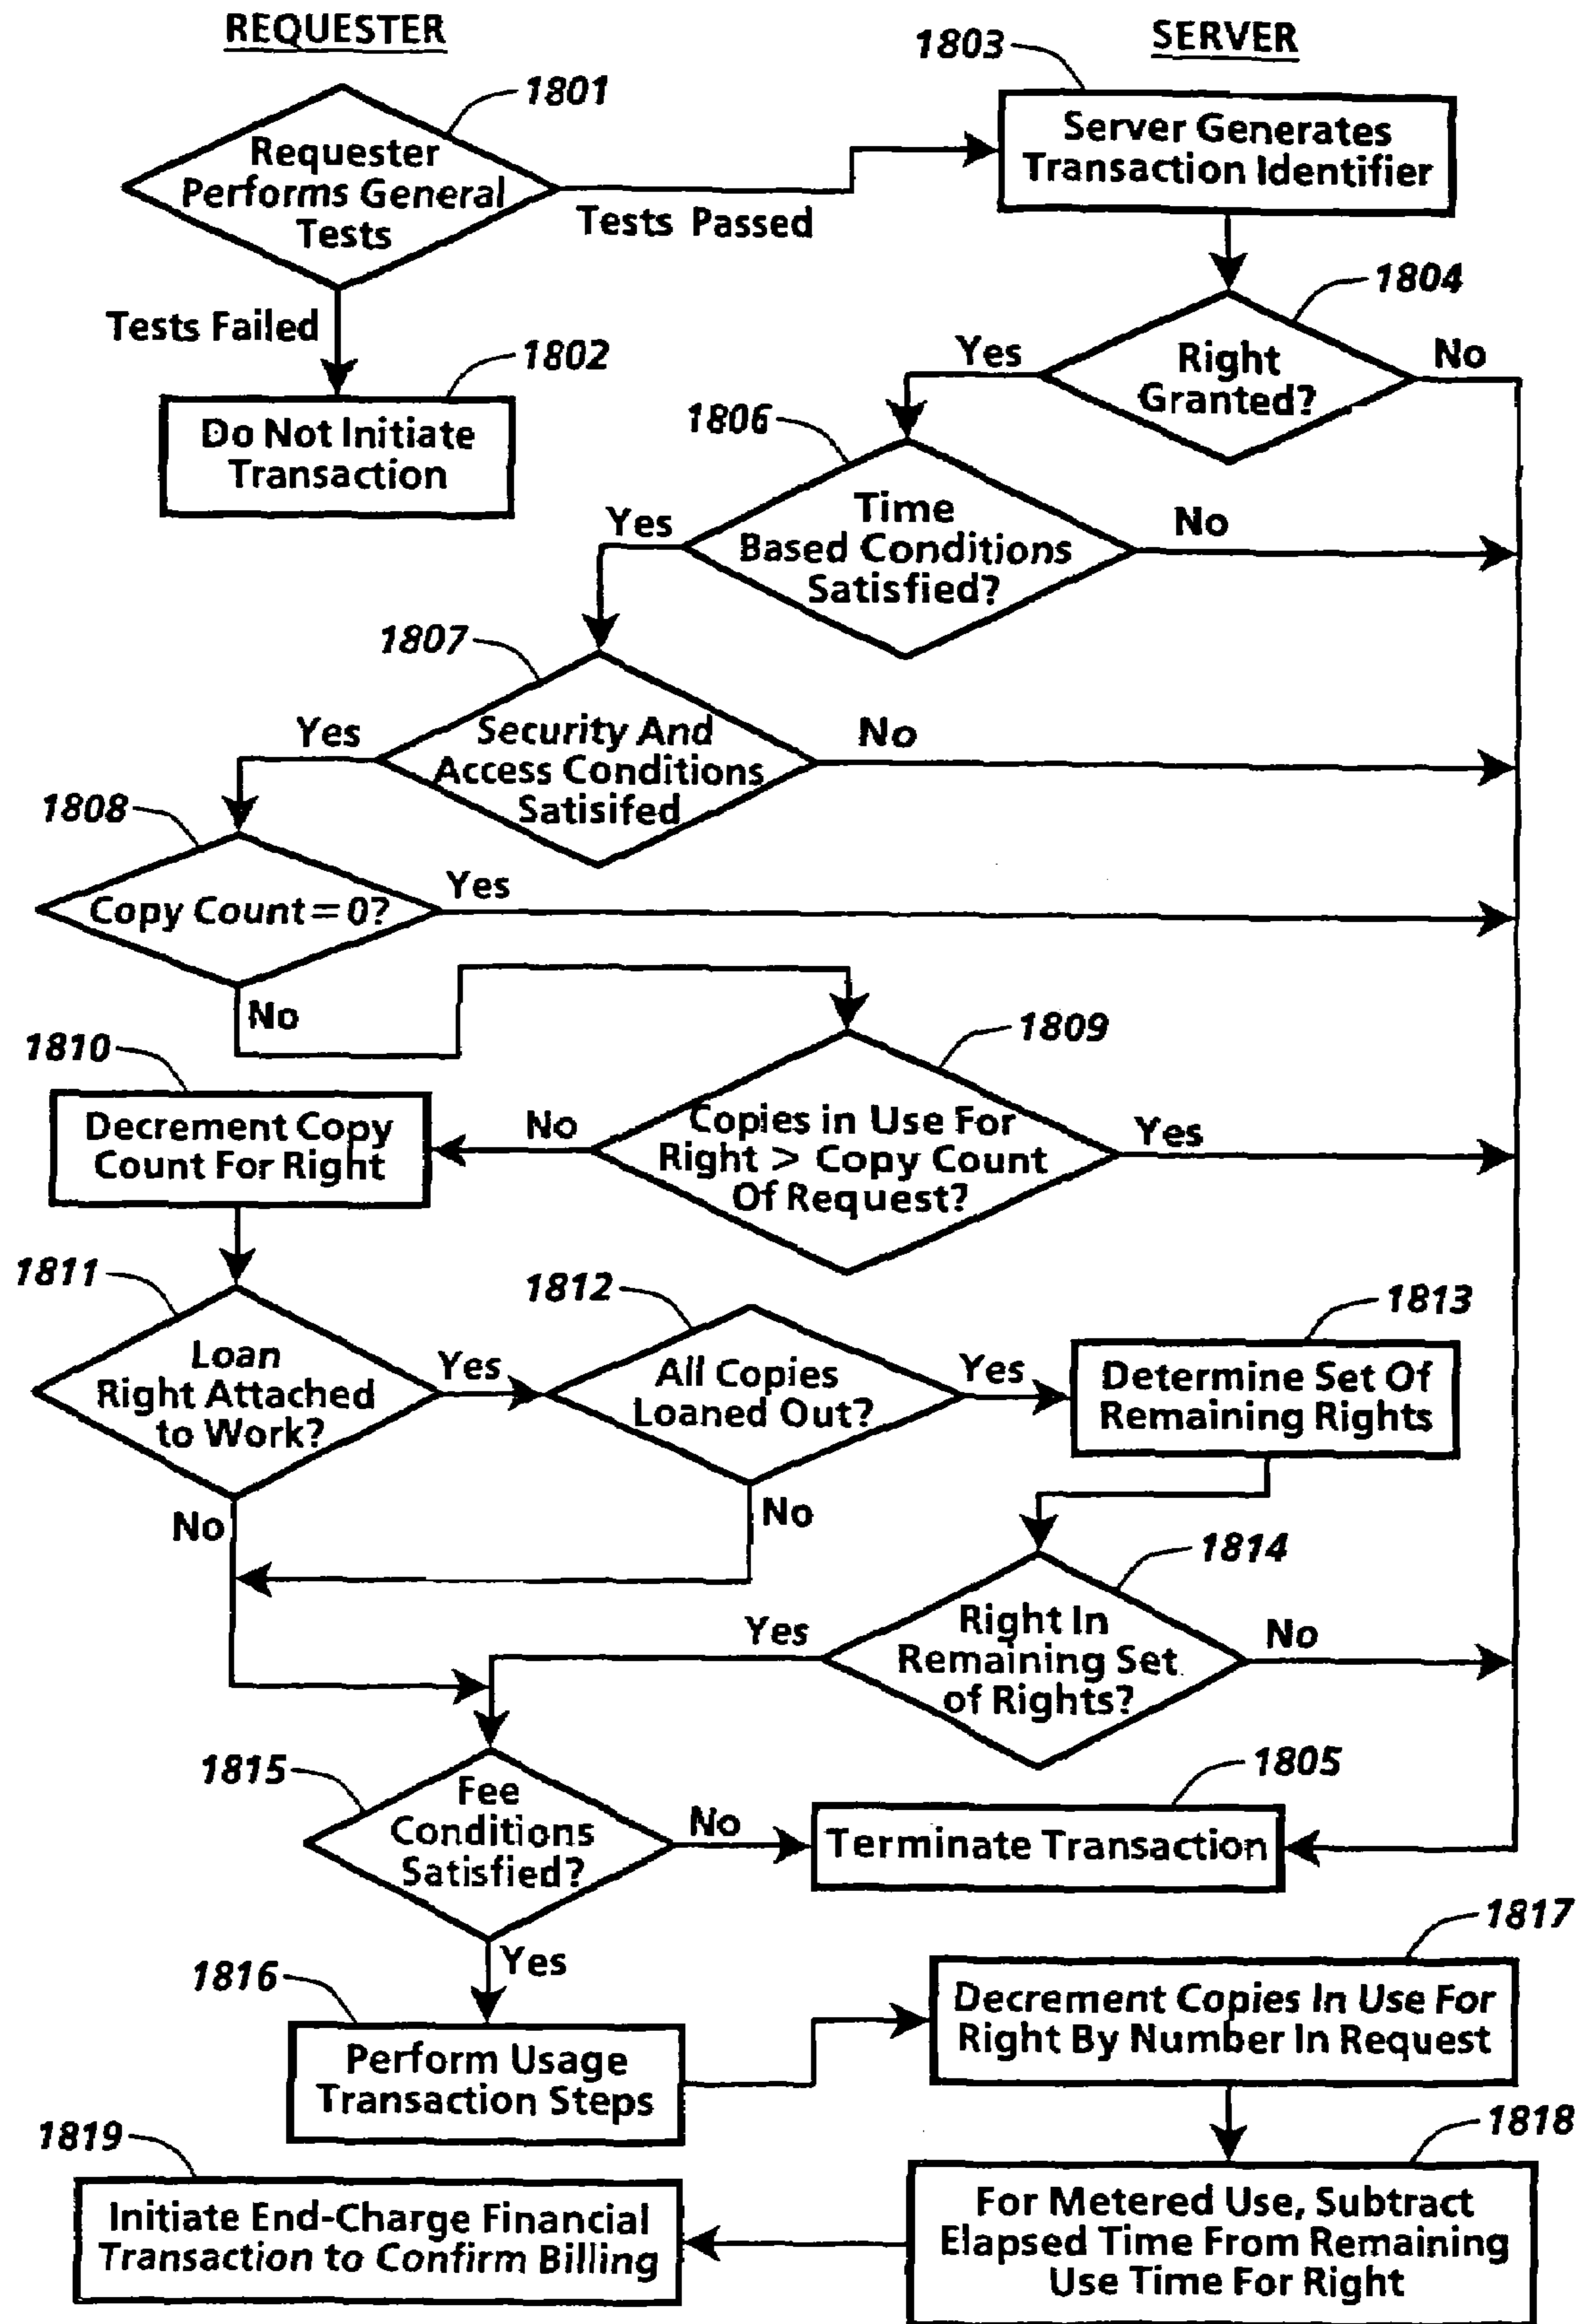 REQUESTER
SERVER
1801
1803
Requester
Performs General
Tests
Tests Passed
Server Generates
Transaction Identifier
Tests Failed
1802
Do Not Initiate
Transaction
1804
Right
Granted?
Yes
No
1806
Time
Based Conditions
Satisfied?
Yes
No
1807
Security And
Access Conditions
Satisifed
Yes
No
1808
Copy Count = 0?
Yes
No
1809
Copies in Use For
Right > Copy Count
Of Request?
No
Yes
1810
Decrement Copy
Count For Right
1811
Loan
Right Attached
to Work?
Yes
No
1812
All Copies
Loaned Out?
Yes
No
1813
Determine Set Of
Remaining Rights
1814
Right In
Remaining Set
of Rights?
Yes
No
1815
Fee
Conditions
Satisfied?
No
Yes
1805
Terminate Transaction
1816
Perform Usage
Transaction Steps
1817
Decrement Copies In Use For
Right By Number In Request
1818
For Metered Use, Subtract
Elapsed Time From Remaining
Use Time For Right
1819
Initiate End-Charge Financial
Transaction to Confirm Billing